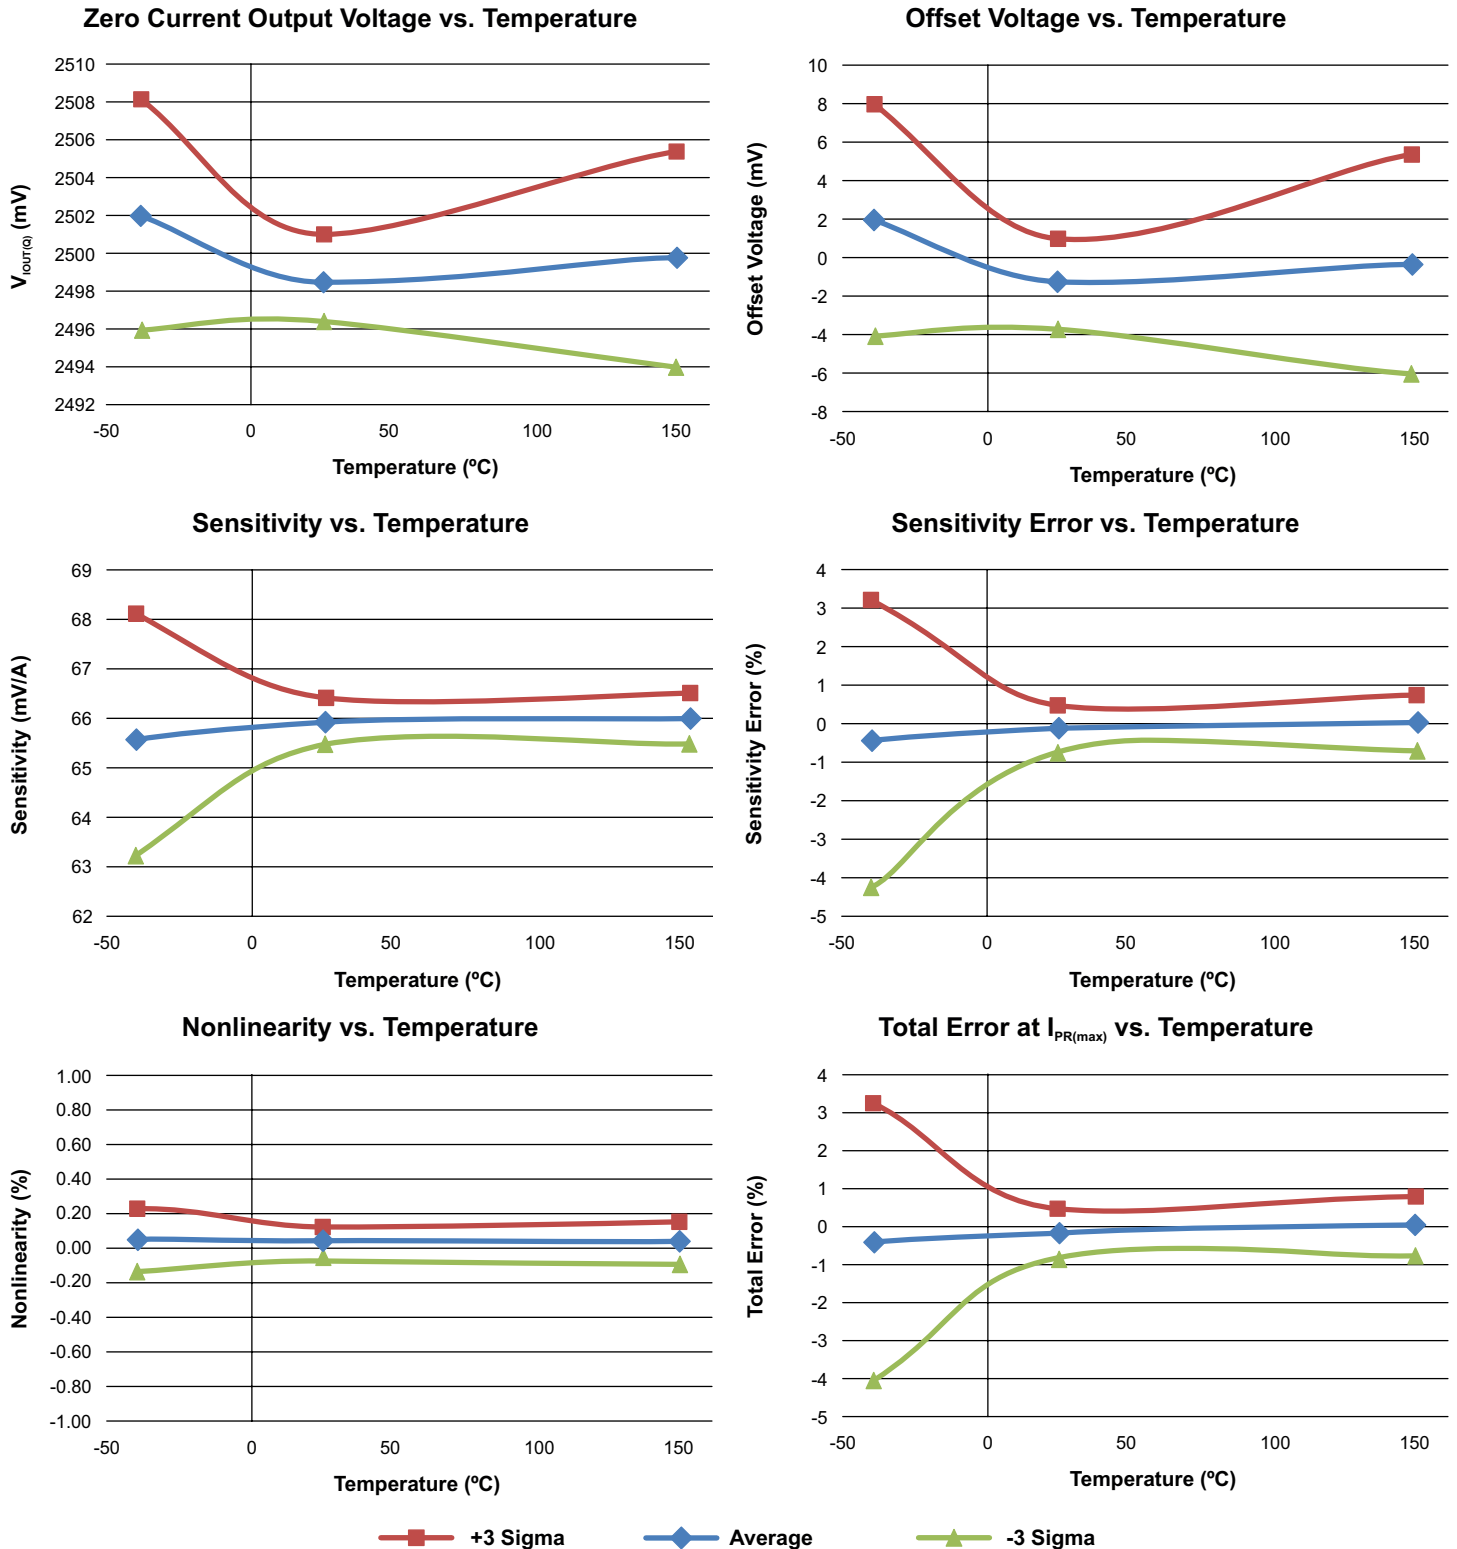 Zero Current Output Voltage vs. Temperature
V IOUT(Q) (mV)
2510
2508
2506
2504
2502
2500
2498
2496
2494
2492
-50 0 50 100 150
Temperature (ºC)
Offset Voltage vs. Temperature
Offset Voltage (mV)
10
8
6
4
2
0
-2
-4
-6
-8
-50 0 50 100 150
Temperature (ºC)
Sensitivity vs. Temperature
Sensitivity (mV/A)
69
68
67
66
65
64
63
62
-50 0 50 100 150
Temperature (ºC)
Sensitivity Error vs. Temperature
Sensitivity Error (%)
4
3
2
1
0
-1
-2
-3
-4
-5
-50 0 50 100 150
Temperature (ºC)
Nonlinearity vs. Temperature
Nonlinearity (%)
1.00
0.80
0.60
0.40
0.20
0.00
-0.20
-0.40
-0.60
-0.80
-1.00
-50 0 50 100 150
Temperature (ºC)
Total Error at I PR(max) vs. Temperature
Total Error (%)
4
3
2
1
0
-1
-2
-3
-4
-5
-50 0 50 100 150
Temperature (ºC)
+3 Sigma Average -3 Sigma